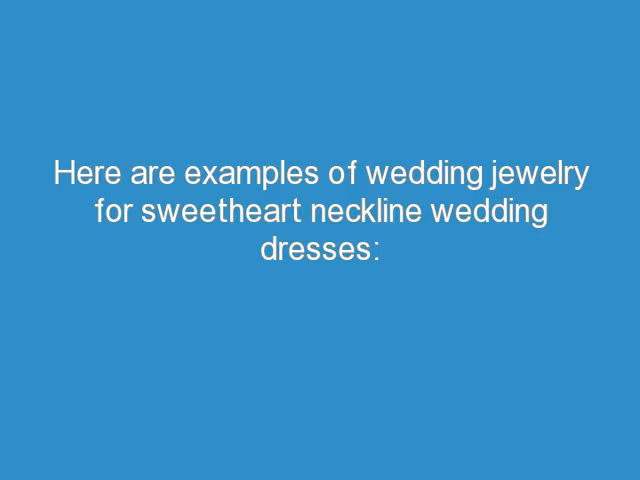 Here are examples of wedding jewelry
for sweetheart neckline wedding
dresses: